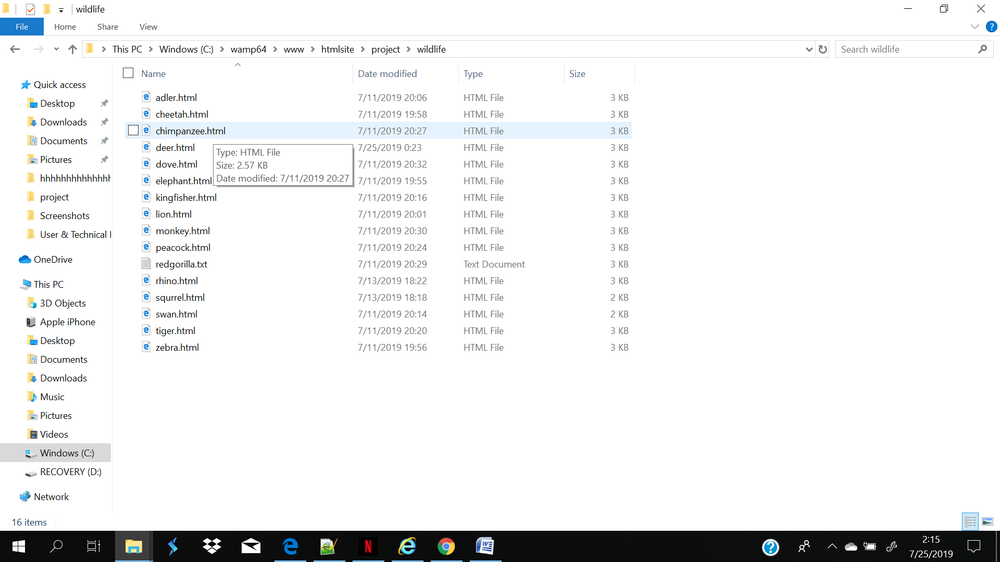 wildlife
File Home Share View
This PC Windows (C:) wamp64 www htmlsite project wildlife Search wildlife
Name Date modified Type Size
Quick access
Desktop
Downloads
Documents
Pictures
hhhhhhhhhhhhhh
project
Screenshots
User & Technical
OneDrive
This PC
3D Objects
Apple iPhone
Desktop
Documents
Downloads
Music
Pictures
Videos
Windows (C:)
RECOVERY (D:)
Network
adler.html 7/11/2019 20:06 HTML File 3 KB
cheetah.html 7/11/2019 19:58 HTML File 3 KB
chimpanzee.html 7/11/2019 20:27 HTML File 3 KB
deer.html 7/25/2019 0:23 HTML File 3 KB
dove.html 7/11/2019 20:32 HTML File 3 KB
elephant.html 7/11/2019 19:55 HTML File 3 KB
kingfisher.html 7/11/2019 20:16 HTML File 3 KB
lion.html 7/11/2019 20:01 HTML File 3 KB
monkey.html 7/11/2019 20:30 HTML File 3 KB
peacock.html 7/11/2019 20:24 HTML File 3 KB
redgorilla.txt 7/11/2019 20:29 Text Document 3 KB
rhino.html 7/13/2019 18:22 HTML File 3 KB
squrrel.html 7/13/2019 18:18 HTML File 2 KB
swan.html 7/11/2019 20:14 HTML File 2 KB
tiger.html 7/11/2019 20:20 HTML File 3 KB
zebra.html 7/11/2019 19:56 HTML File 3 KB
Type: HTML File
Size: 2.57 KB
Date modified: 7/11/2019 20:27
16 items
2:15
7/25/2019